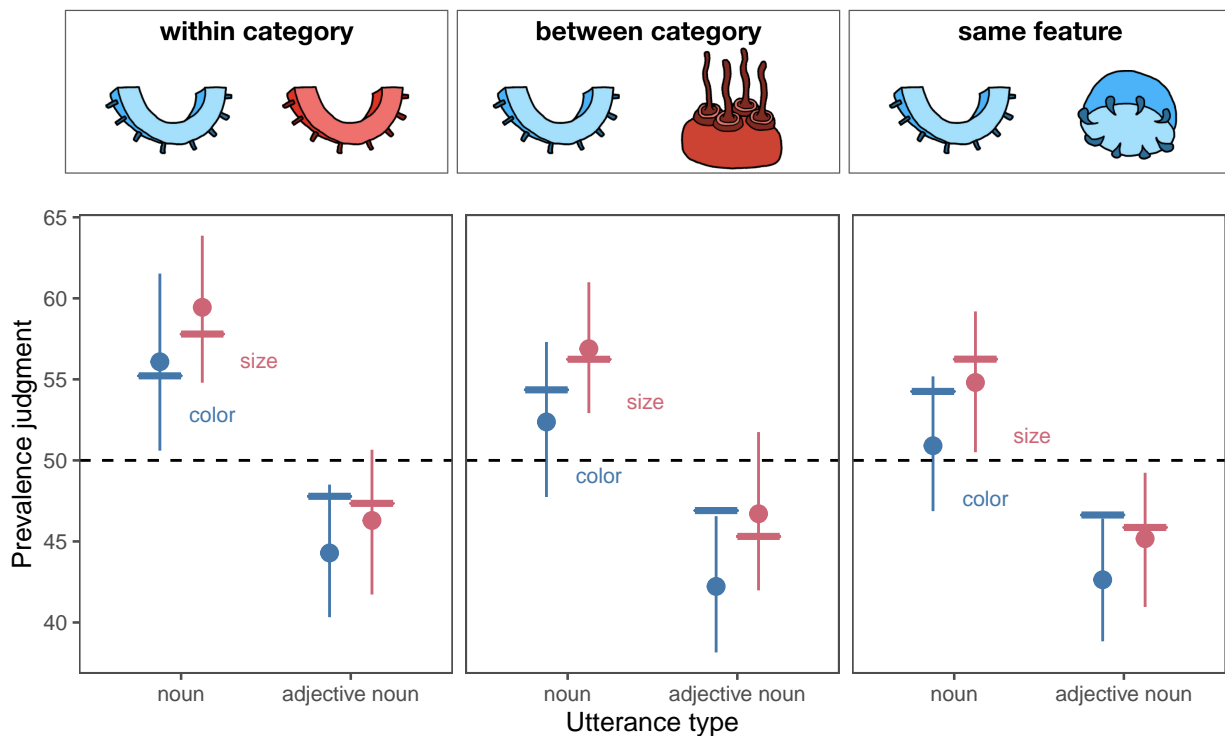 within category
between category
same feature
Prevalence judgment
65
60
55
50
45
40
size
color
size
color
size
color
noun
adjective noun
noun
adjective noun
noun
adjective noun
Utterance type